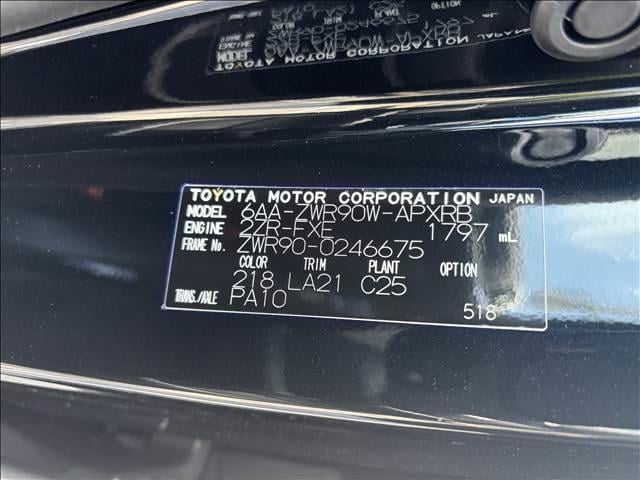 TOYOTA MOTOR CORPORATION JAPAN
MODEL 6AA-ZWR90W-APXRB
ENGINE 2ZR-FXE 1797 mL
FRAME No. ZWR90-0246675
COLOR TRIM PLANT OPTION
218 LA21 C25
TRANS./AXLE PA10
518